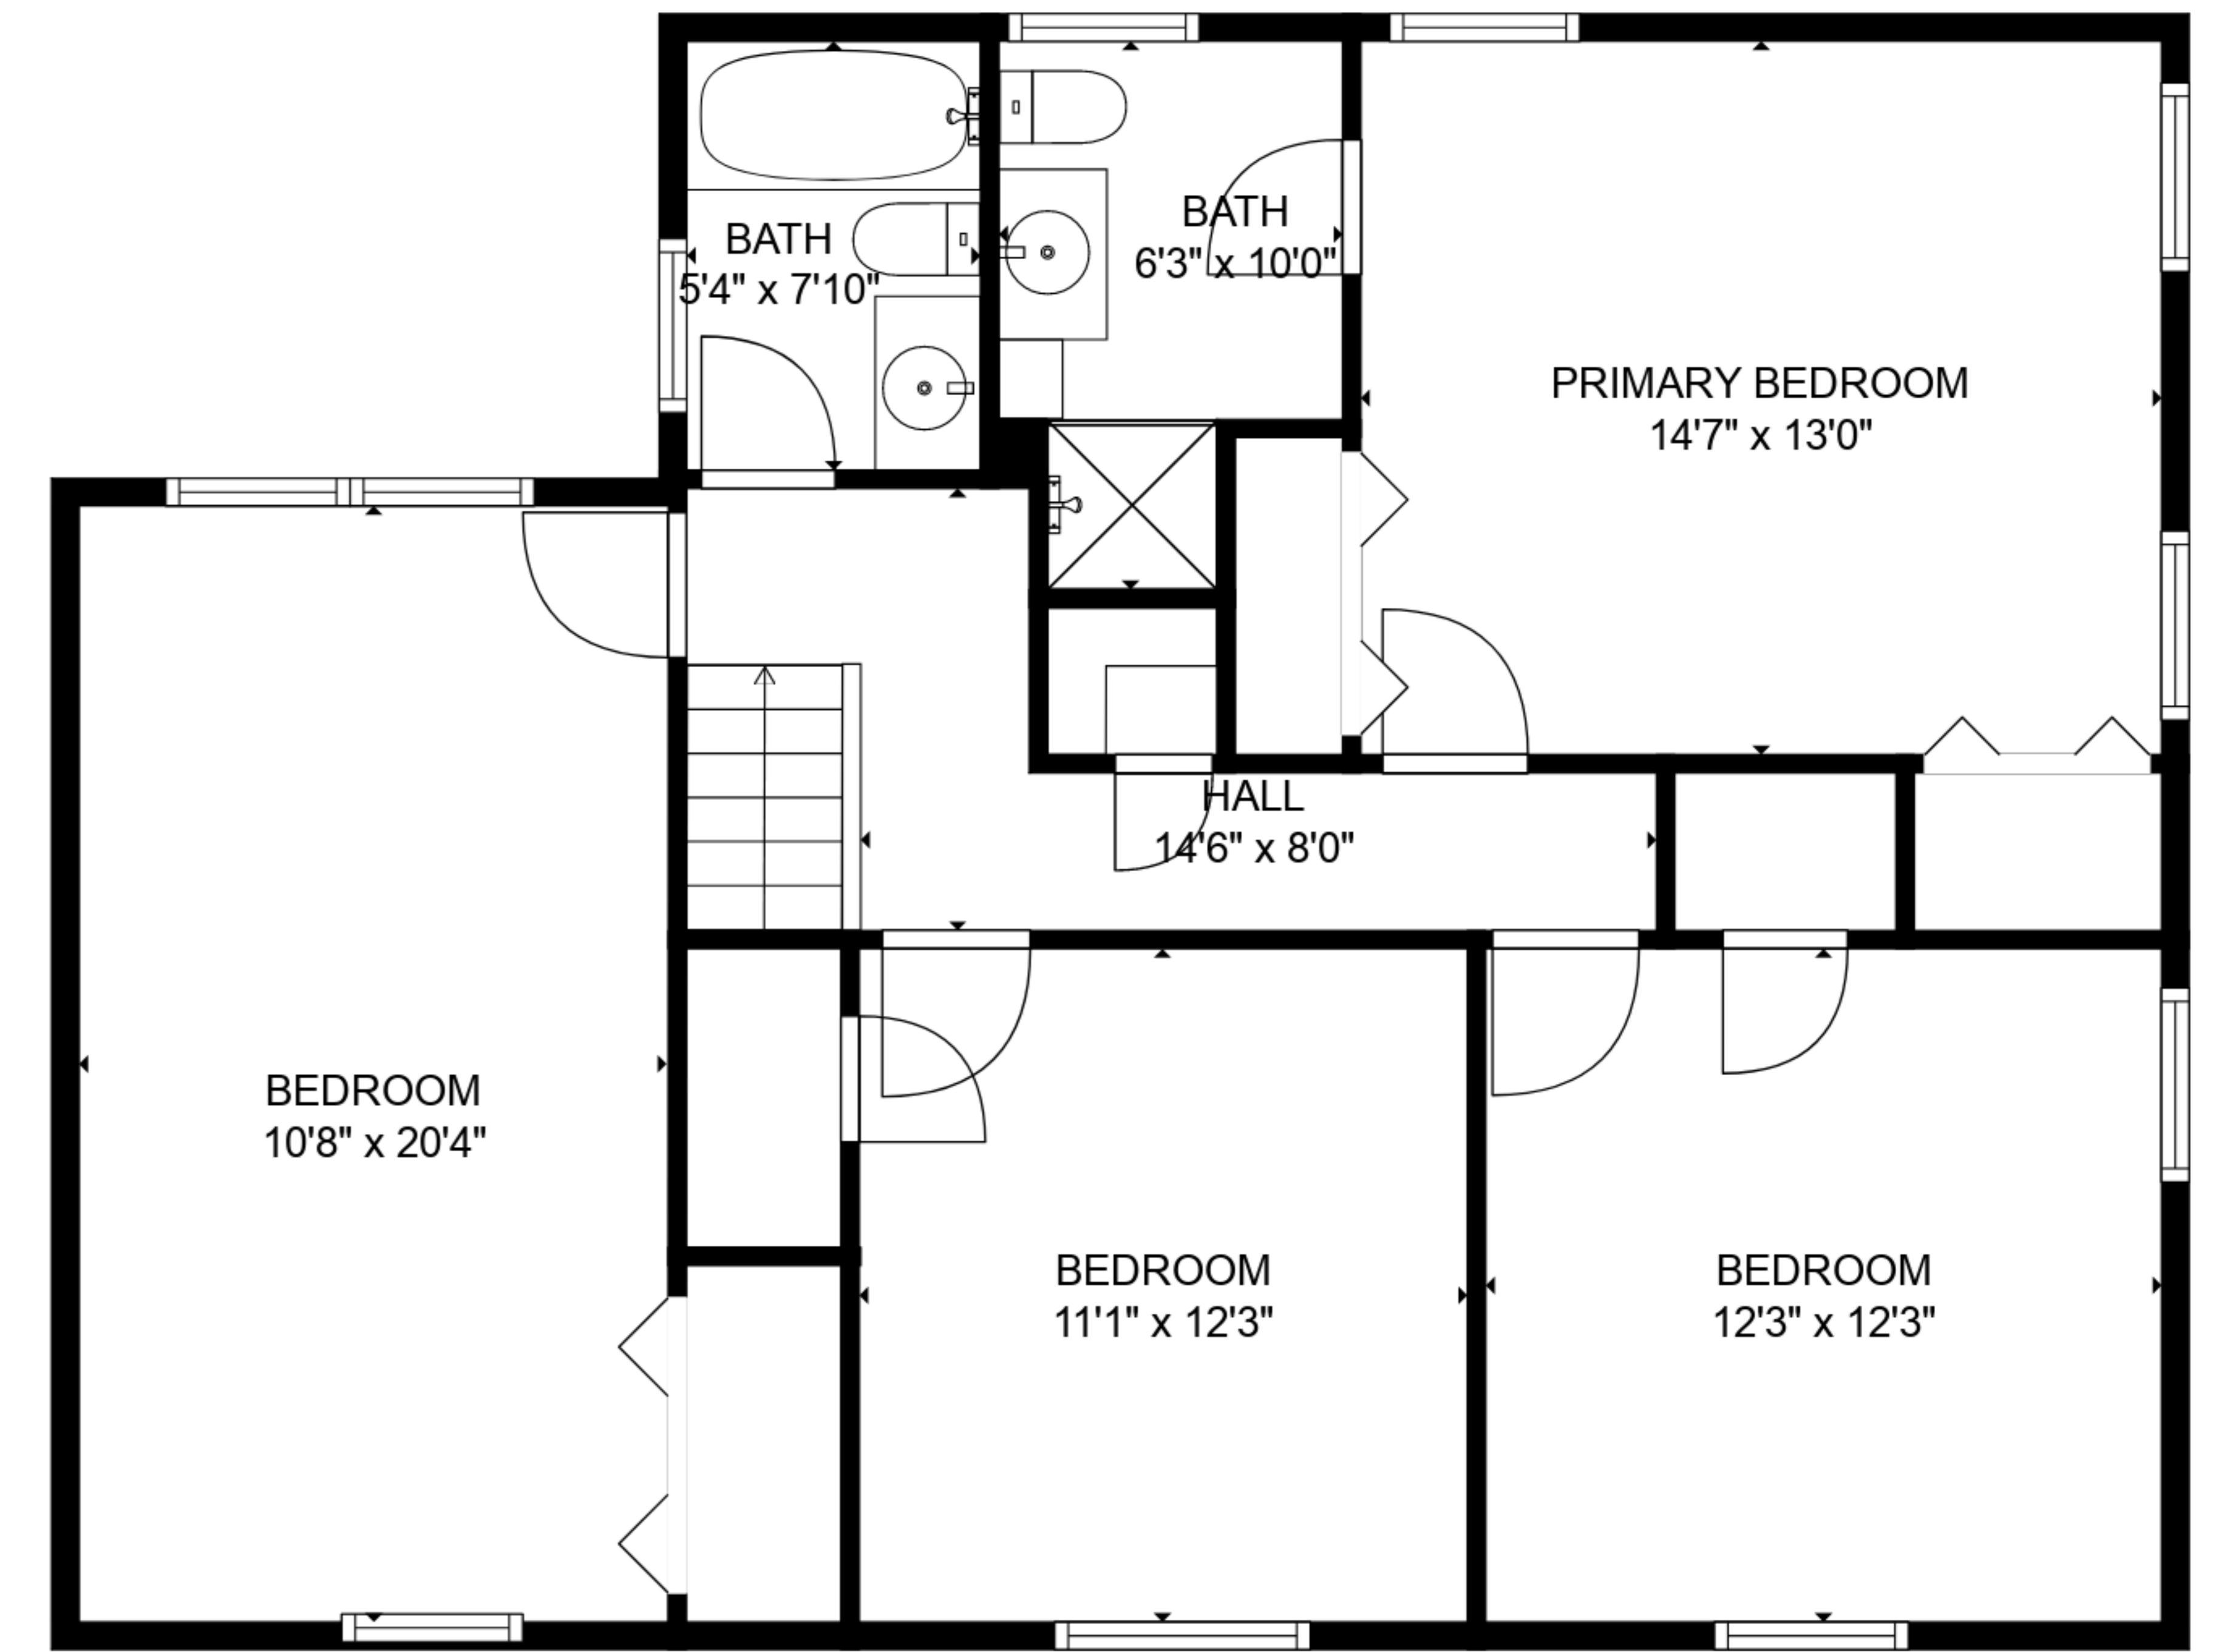 BATH
5'4" x 7'10"
BATH
6'3" x 10'0"
PRIMARY BEDROOM
14'7" x 13'0"
HALL
14'6" x 8'0"
BEDROOM
10'8" x 20'4"
BEDROOM
11'1" x 12'3"
BEDROOM
12'3" x 12'3"